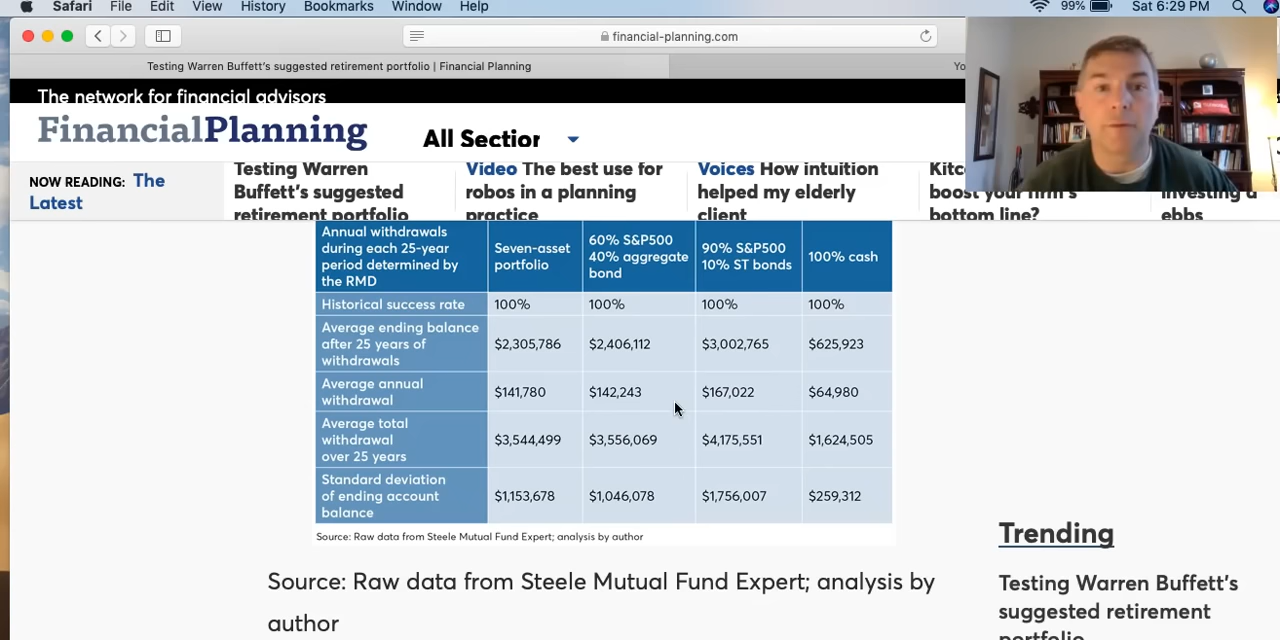 Safari File Edit View History Bookmarks Window Help 99% Sat 6:29 PM
financial-planning.com
Testing Warren Buffett's suggested retirement portfolio | Financial Planning Yo
The network for financial advisors
FinancialPlanning All Section
NOW READING: The
Latest
Testing Warren
Buffett's suggested
retirement portfolio
Video The best use for
robos in a planning
practice
Voices How intuition
helped my elderly
client
boost your firm's
bottom line?
investing a
ebbs
Annual withdrawals
during each 25-year
period determined by
the RMD
Seven-asset
portfolio
60% S&P500
40% aggregate
bond
90% S&P500
10% ST bonds
100% cash
Historical success rate 100% 100% 100% 100%
Average ending balance
after 25 years of
withdrawals
$2,305,786 $2,406,112 $3,002,765 $625,923
Average annual
withdrawal
$141,780 $142,243 $167,022 $64,980
Average total
withdrawal
over 25 years
$3,544,499 $3,556,069 $4,175,551 $1,624,505
Standard deviation
of ending account
balance
$1,153,678 $1,046,078 $1,756,007 $259,312
Source: Raw data from Steele Mutual Fund Expert; analysis by author
Source: Raw data from Steele Mutual Fund Expert; analysis by
author
Trending
Testing Warren Buffett's
suggested retirement
portfolio